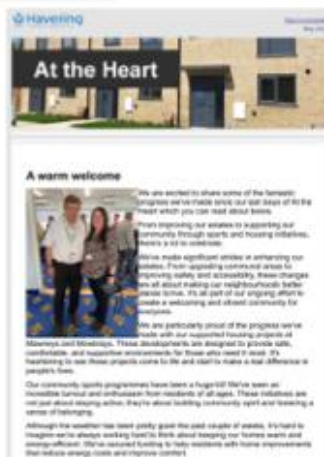 Havering
At the Heart
A warm welcome
We are excited to share some of the fantastic
progress we've made since our last issue of At the
Heart which you can read about below.
From improving our estates to supporting our
community through sports and housing initiatives,
there's a lot to celebrate.
We've made significant strides in enhancing our
estates. From upgrading communal areas to
improving safety and accessibility, these changes
are all about making our neighbourhoods better
places to live. It's all part of our ongoing effort to
create a welcoming and vibrant community for
everyone.
We are particularly proud of the progress we've
made with our supported housing projects at
Mawneys and Mowbrays. These developments are designed to provide safe,
comfortable, and supportive environments for those who need it most. It's
heartening to see these projects come to life and start to make a real difference in
people's lives.
Our community sports programmes have been a huge hit! We've seen an
incredible turnout and enthusiasm from residents of all ages. These initiatives are
not just about staying active; they're about building community spirit and fostering a
sense of belonging.
Although the weather has been pretty good the past couple of weeks, it's hard to
imagine we're always working hard to think about keeping our homes warm and
energy-efficient. We've secured funding to help residents with home improvements
that reduce energy costs and improve comfort.